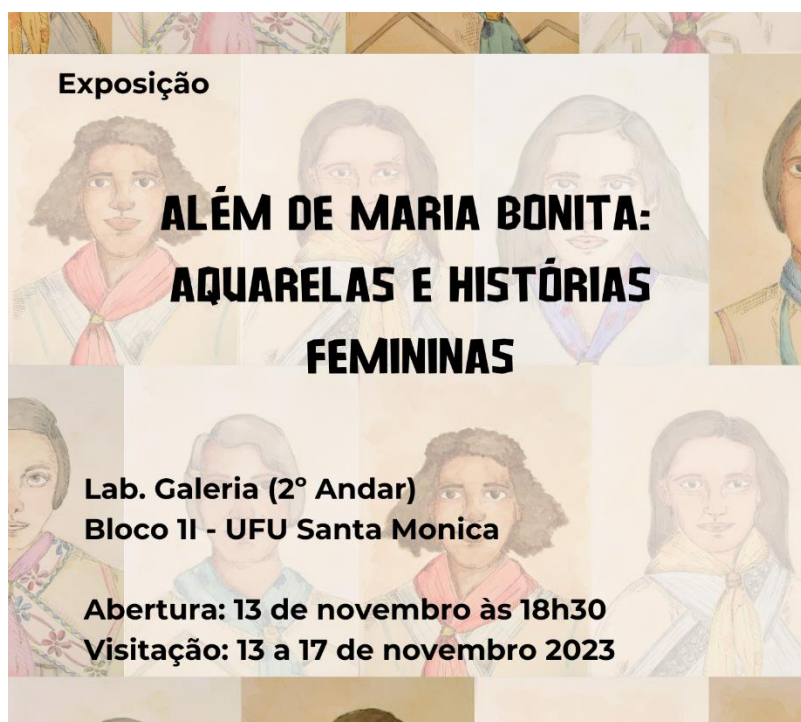 Exposição
ALÉM DE MARIA BONITA:
AQUARELAS E HISTÓRIAS
FEMININAS
Lab. Galeria (2º Andar)
Bloco 1I - UFU Santa Monica
Abertura: 13 de novembro às 18h30
Visitação: 13 a 17 de novembro 2023